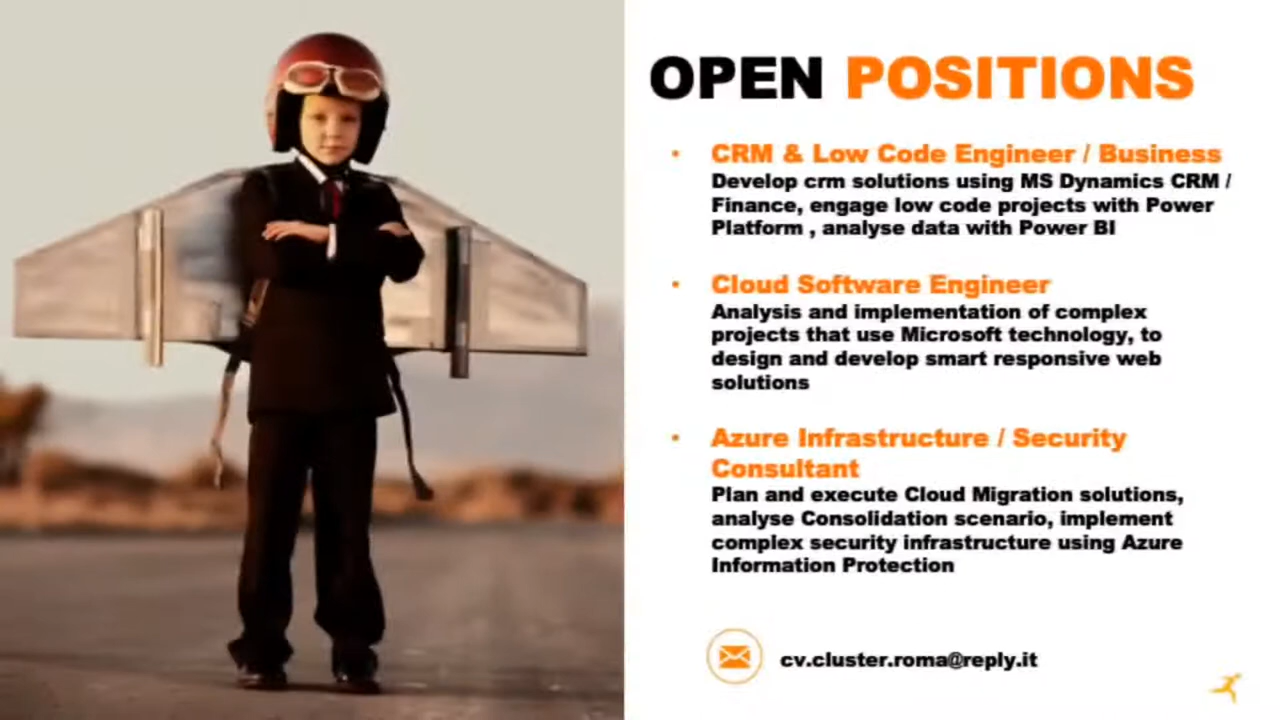 OPEN POSITIONS
• CRM & Low Code Engineer / Business
Develop crm solutions using MS Dynamics CRM /
Finance, engage low code projects with Power
Platform , analyse data with Power BI
• Cloud Software Engineer
Analysis and implementation of complex
projects that use Microsoft technology, to
design and develop smart responsive web
solutions
• Azure Infrastructure / Security
Consultant
Plan and execute Cloud Migration solutions,
analyse Consolidation scenario, implement
complex security infrastructure using Azure
Information Protection
cv.cluster.roma@reply.it